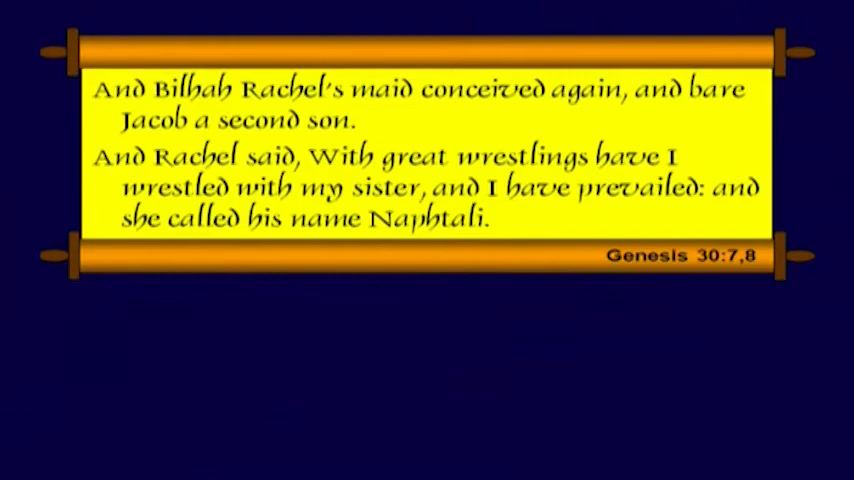 And Bilhah Rachel's maid conceived again, and bare
Jacob a second son.
And Rachel said, With great wrestlings have I
wrestled with my sister, and I have prevailed: and
she called his name Naphtali.
Genesis 30:7,8